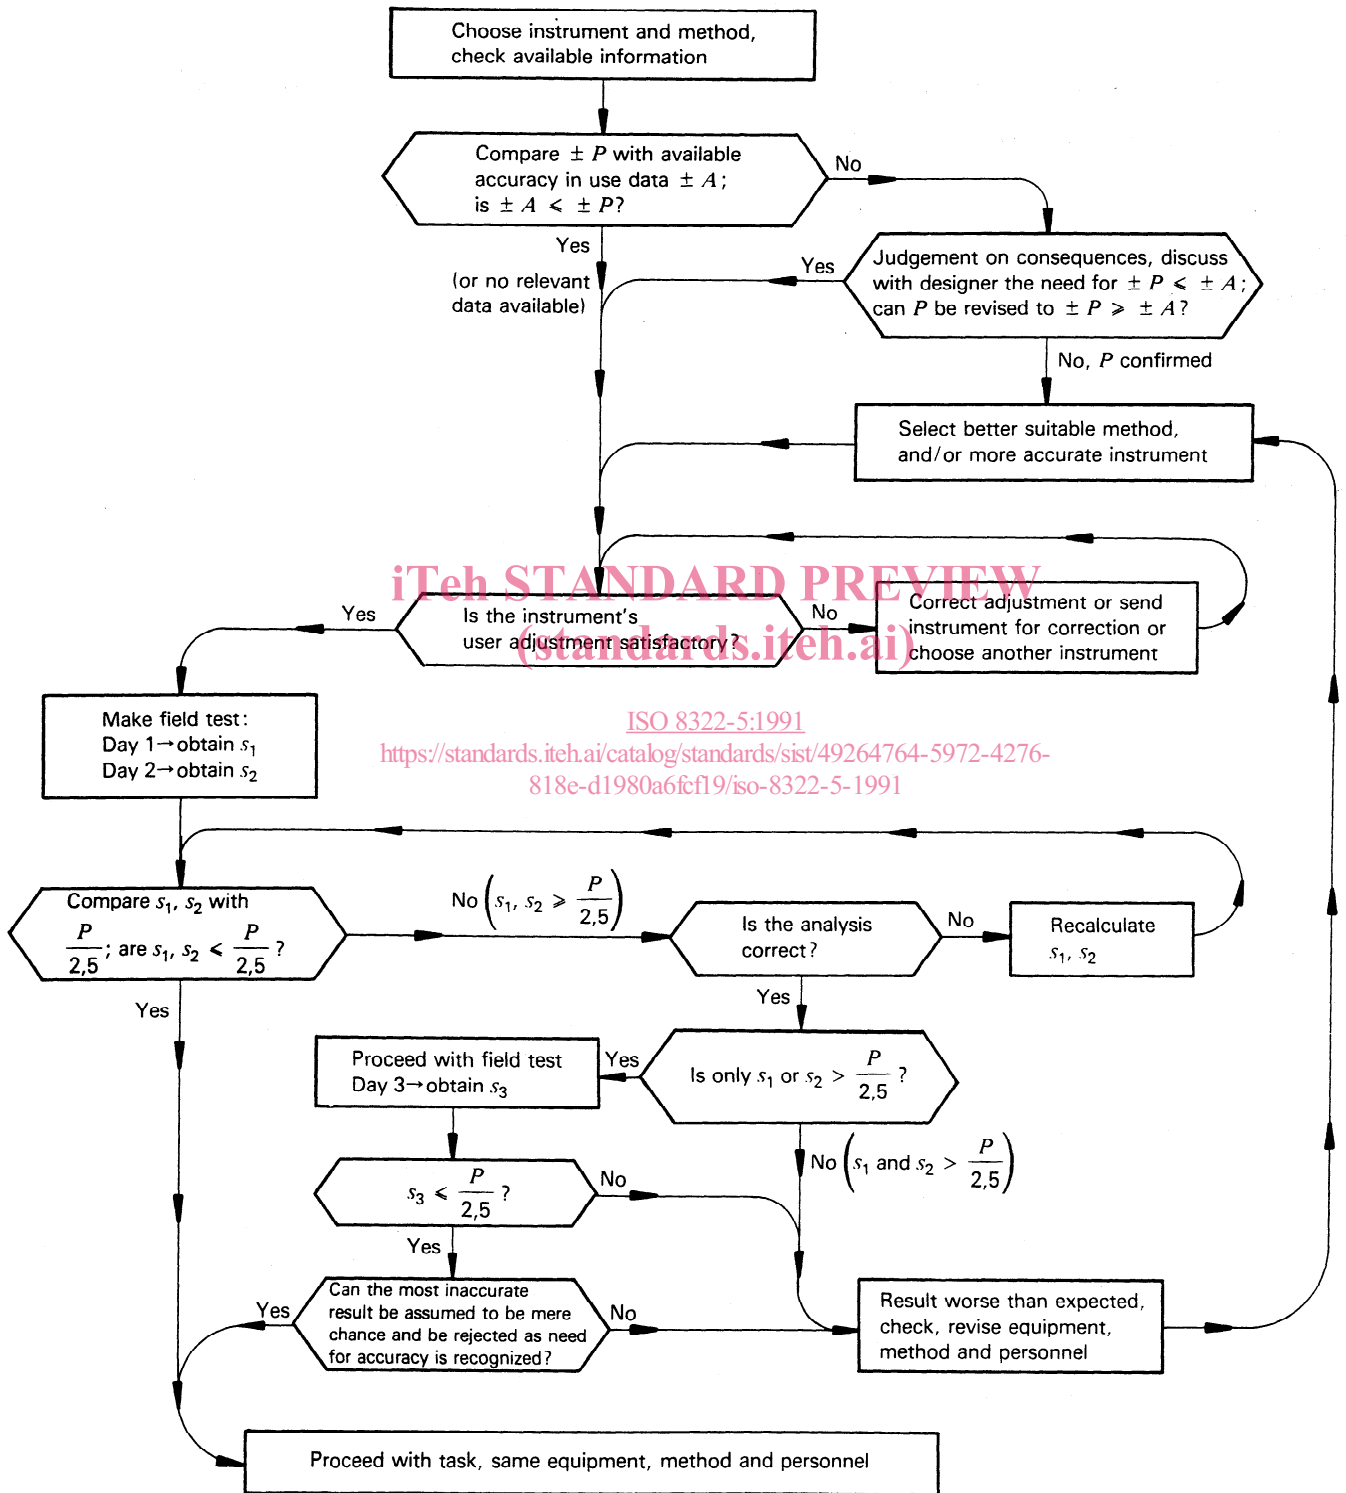 Choose instrument and method,
check available information
Compare ± P with available
accuracy in use data ± A;
is ± A ⩽ ± P?
No
Yes
(or no relevant
data available)
Yes
Judgement on consequences, discuss
with designer the need for ± P ⩽ ± A;
can P be revised to ± P ⩾ ± A?
No, P confirmed
Select better suitable method,
and/or more accurate instrument
iTeh STANDARD PREVIEW
(standards.iteh.ai)
Yes
Is the instrument's
user adjustment satisfactory?
No
Correct adjustment or send
instrument for correction or
choose another instrument
Make field test:
Day 1→obtain s₁
Day 2→obtain s₂
ISO 8322-5:1991
https://standards.iteh.ai/catalog/standards/sist/49264764-5972-4276-
818e-d1980a6fcf19/iso-8322-5-1991
Compare s₁, s₂ with
P/2,5; are s₁, s₂ ⩽ P/2,5 ?
No (s₁, s₂ ⩾ P/2,5)
Is the analysis
correct?
No
Recalculate
s₁, s₂
Yes
Yes
Proceed with field test
Day 3→obtain s₃
Yes
Is only s₁ or s₂ > P/2,5 ?
No (s₁ and s₂ > P/2,5)
s₃ ⩽ P/2,5 ?
No
Yes
Yes
Can the most inaccurate
result be assumed to be mere
chance and be rejected as need
for accuracy is recognized?
No
Result worse than expected,
check, revise equipment,
method and personnel
Proceed with task, same equipment, method and personnel